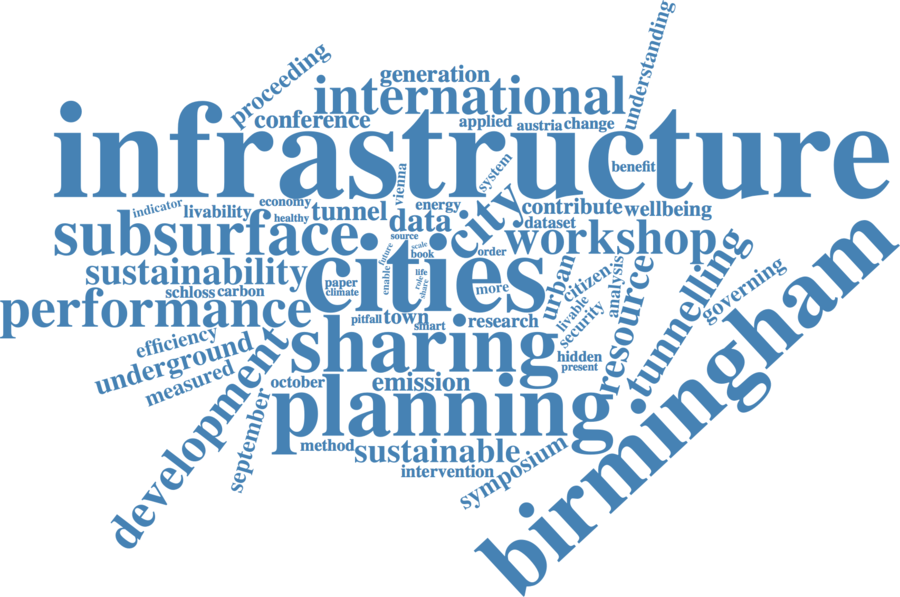 understanding
proceeding
generation
international
conference
applied
austria
change
infrastructure
benefit
system
vienna
indicator
economy
livability
healthy
tunnel
energy
data
city
contribute
wellbeing
dataset
subsurface
source
workshop
future
scale
book
order
sustainability
cities
paper
climate
enable
life
role
share
more
urban
citizen
analysis
resource
tunnelling
governing
schloss
carbon
performance
pitfall
town
smart
research
livable
security
efficiency
underground
measured
sharing
hidden
present
development
october
emission
birmingham
september
planning
method
sustainable
intervention
symposium